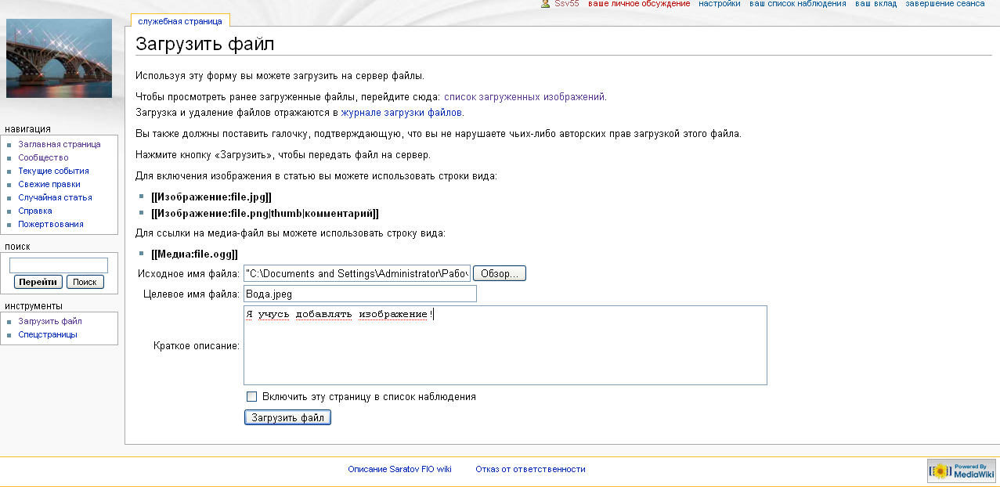 Ssv55 ваше личное обсуждение настройки ваш список наблюдения ваш вклад завершение сеанса
служебная страница
Загрузить файл
Используя эту форму вы можете загрузить на сервер файлы.
Чтобы просмотреть ранее загруженные файлы, перейдите сюда: список загруженных изображений.
Загрузка и удаление файлов отражаются в журнале загрузки файлов.
Вы также должны поставить галочку, подтверждающую, что вы не нарушаете чьих-либо авторских прав загрузкой этого файла.
Нажмите кнопку «Загрузить», чтобы передать файл на сервер.
Для включения изображения в статью вы можете использовать строки вида:
[[Изображение:file.jpg]]
[[Изображение:file.png|thumb|комментарий]]
Для ссылки на медиа-файл вы можете использовать строку вида:
[[Медиа:file.ogg]]
Исходное имя файла: "C:\Documents and Settings\Administrator\Рабоч Обзор...
Целевое имя файла: Вода.jpeg
Краткое описание: Я учусь добавлять изображение!
Включить эту страницу в список наблюдения
Загрузить файл
навигация
Заглавная страница
Сообщество
Текущие события
Свежие правки
Случайная статья
Справка
Пожертвования
поиск
Перейти Поиск
инструменты
Загрузить файл
Спецстраницы
Описание Saratov FIO wiki Отказ от ответственности
Powered By
MediaWiki